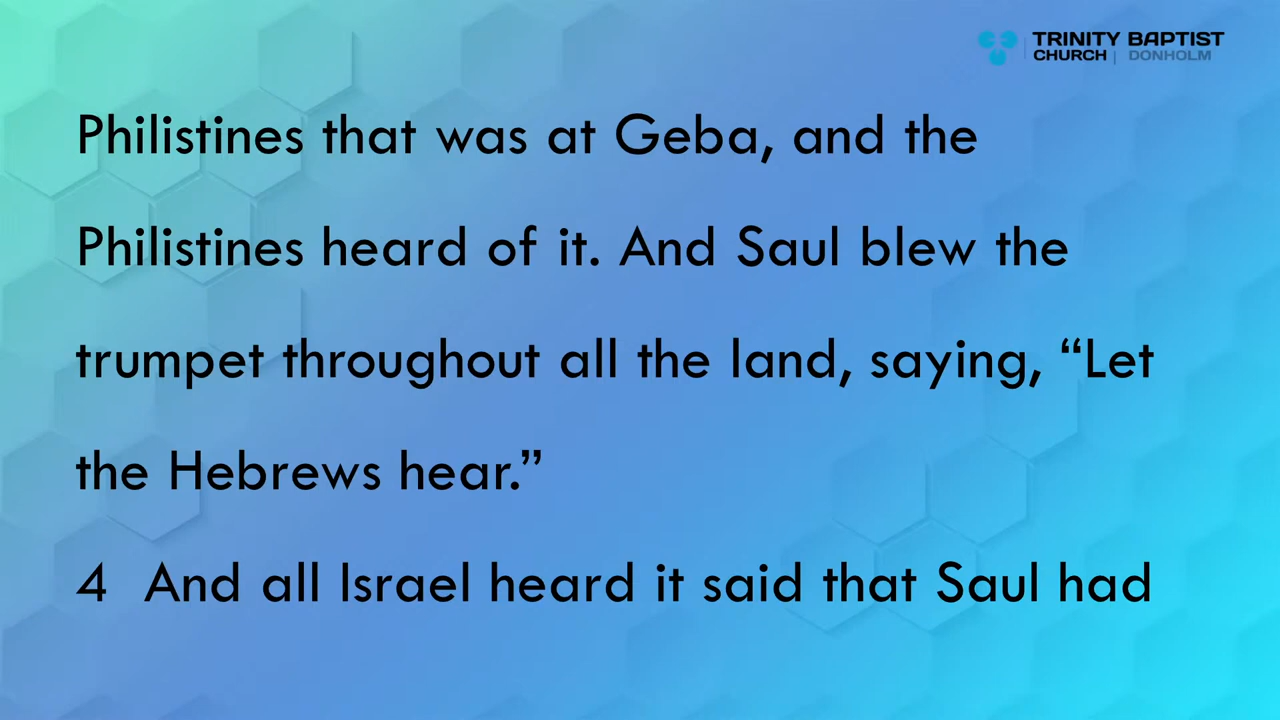 TRINITY BAPTIST
CHURCH | DONHOLM
Philistines that was at Geba, and the
Philistines heard of it. And Saul blew the
trumpet throughout all the land, saying, “Let
the Hebrews hear.”
4 And all Israel heard it said that Saul had